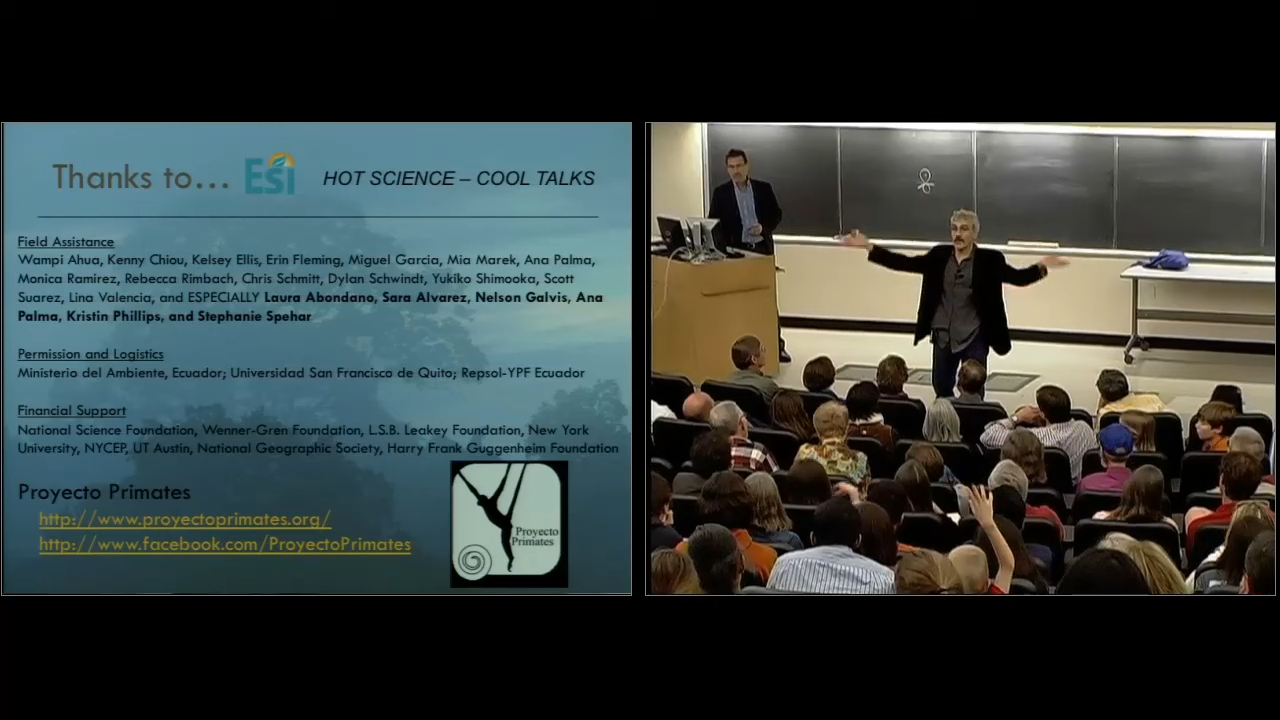 Thanks to... ESI HOT SCIENCE – COOL TALKS
Field Assistance
Wampi Ahua, Kenny Chiou, Kelsey Ellis, Erin Fleming, Miguel Garcia, Mia Marek, Ana Palma,
Monica Ramirez, Rebecca Rimbach, Chris Schmitt, Dylan Schwindt, Yukiko Shimooka, Scott
Suarez, Lina Valencia, and ESPECIALLY Laura Abondano, Sara Alvarez, Nelson Galvis, Ana
Palma, Kristin Phillips, and Stephanie Spehar
Permission and Logistics
Ministerio del Ambiente, Ecuador; Universidad San Francisco de Quito; Repsol-YPF Ecuador
Financial Support
National Science Foundation, Wenner-Gren Foundation, L.S.B. Leakey Foundation, New York
University, NYCEP, UT Austin, National Geographic Society, Harry Frank Guggenheim Foundation
Proyecto Primates
http://www.proyectoprimates.org/
http://www.facebook.com/ProyectoPrimates
Proyecto
Primates